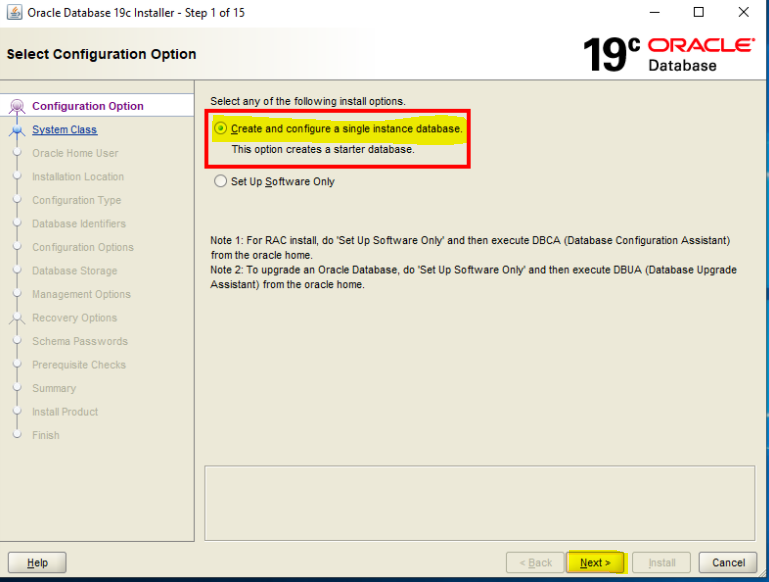 Oracle Database 19c Installer - Step 1 of 15
Select Configuration Option
19c ORACLE
Database
Configuration Option
System Class
Oracle Home User
Installation Location
Configuration Type
Database Identifiers
Configuration Options
Database Storage
Management Options
Recovery Options
Schema Passwords
Prerequisite Checks
Summary
Install Product
Finish
Select any of the following install options.
Create and configure a single instance database.
This option creates a starter database.
Set Up Software Only
Note 1: For RAC install, do 'Set Up Software Only' and then execute DBCA (Database Configuration Assistant)
from the oracle home.
Note 2: To upgrade an Oracle Database, do 'Set Up Software Only' and then execute DBUA (Database Upgrade
Assistant) from the oracle home.
Help
< Back
Next >
Install
Cancel